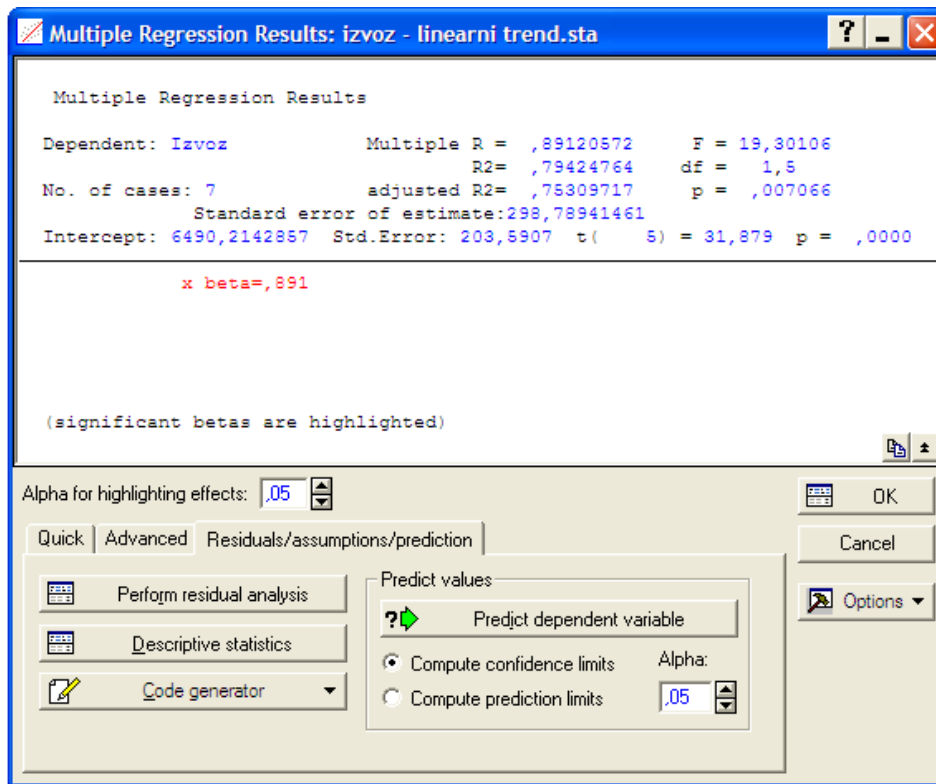 Multiple Regression Results: izvoz - linearni trend.sta
Multiple Regression Results
Dependent: Izvoz Multiple R = ,89120572 F = 19,30106
R2= ,79424764 df = 1,5
No. of cases: 7 adjusted R2= ,75309717 p = ,007066
Standard error of estimate:298,78941461
Intercept: 6490,2142857 Std.Error: 203,5907 t( 5) = 31,879 p = ,0000
x beta=,891
(significant betas are highlighted)
Alpha for highlighting effects: ,05
OK
Quick Advanced Residuals/assumptions/prediction
Cancel
Perform residual analysis
Descriptive statistics
Code generator
Predict values
Predict dependent variable
Compute confidence limits Alpha:
Compute prediction limits ,05
Options